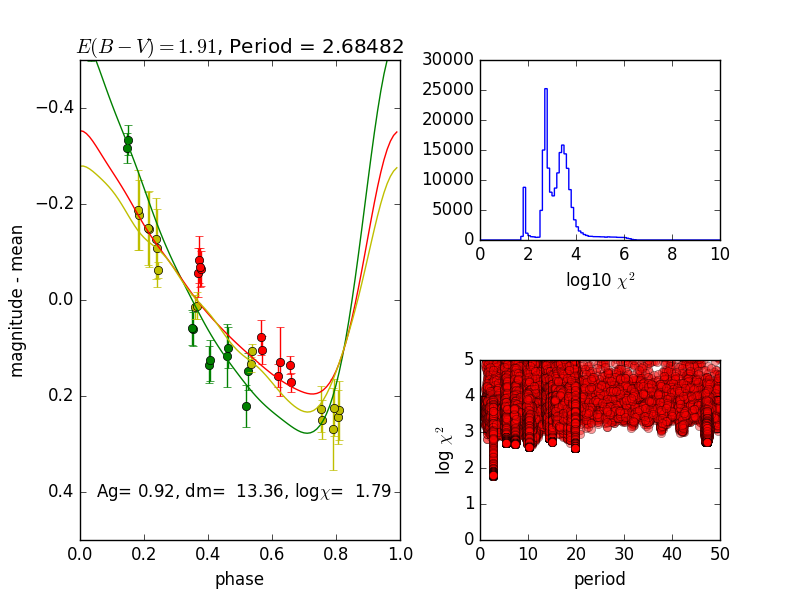 E(B−V)=1.91, Period = 2.68482
magnitude - mean
−0.4
−0.2
0.0
0.2
0.4
0.0 0.2 0.4 0.6 0.8 1.0
phase
Ag= 0.92, dm=  13.36, logχ=  1.79
30000
25000
20000
15000
10000
5000
0
0 2 4 6 8 10
log10 χ²
log χ²
5
4
3
2
1
0
0 10 20 30 40 50
period